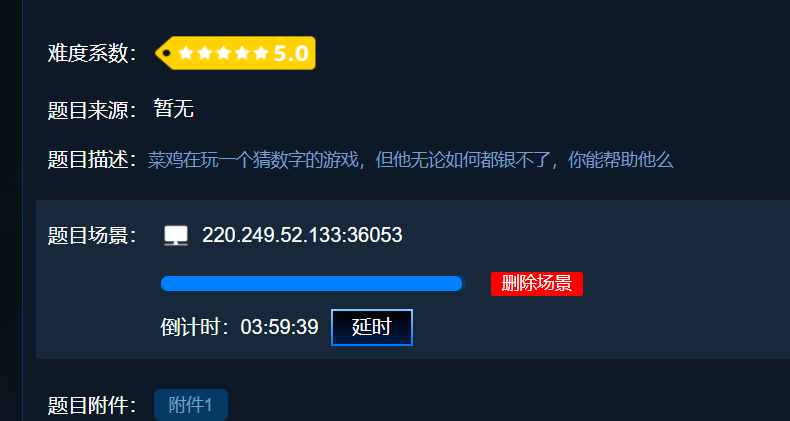 难度系数： 5.0
题目来源： 暂无
题目描述：菜鸡在玩一个猜数字的游戏，但他无论如何都银不了，你能帮助他么
题目场景： 220.249.52.133:36053
删除场景
倒计时：03:59:39 延时
题目附件： 附件1